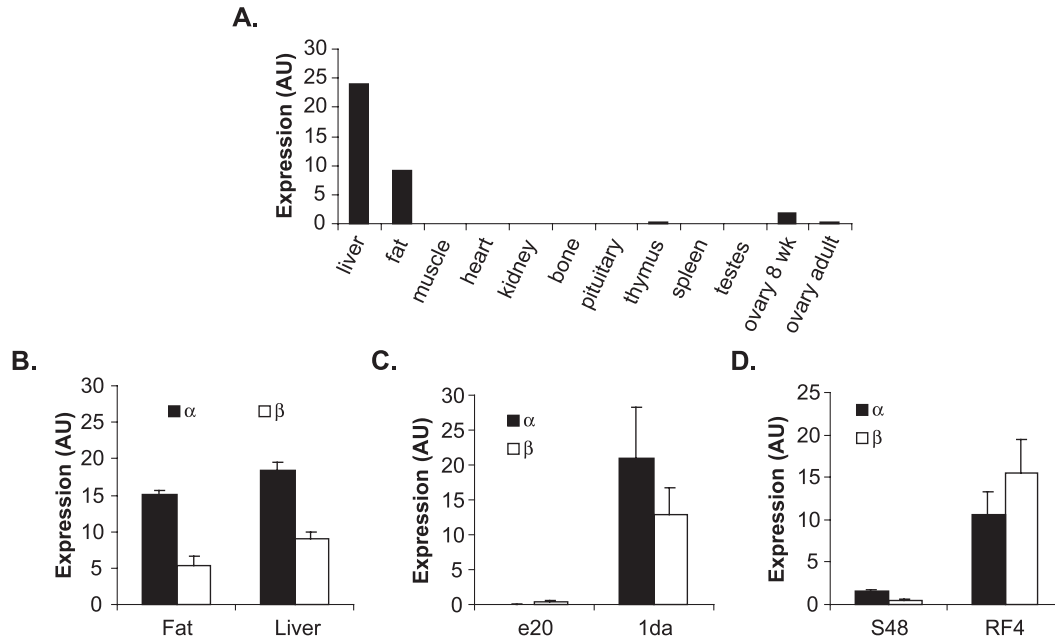 A.
Expression (AU)
30
25
20
15
10
5
0
liver
fat
muscle
heart
kidney
bone
pituitary
thymus
spleen
testes
ovary 8 wk
ovary adult
B.
Expression (AU)
30
25
20
15
10
5
0
α
β
Fat
Liver
C.
Expression (AU)
30
25
20
15
10
5
0
α
β
e20
1da
D.
Expression (AU)
25
20
15
10
5
0
α
β
S48
RF4